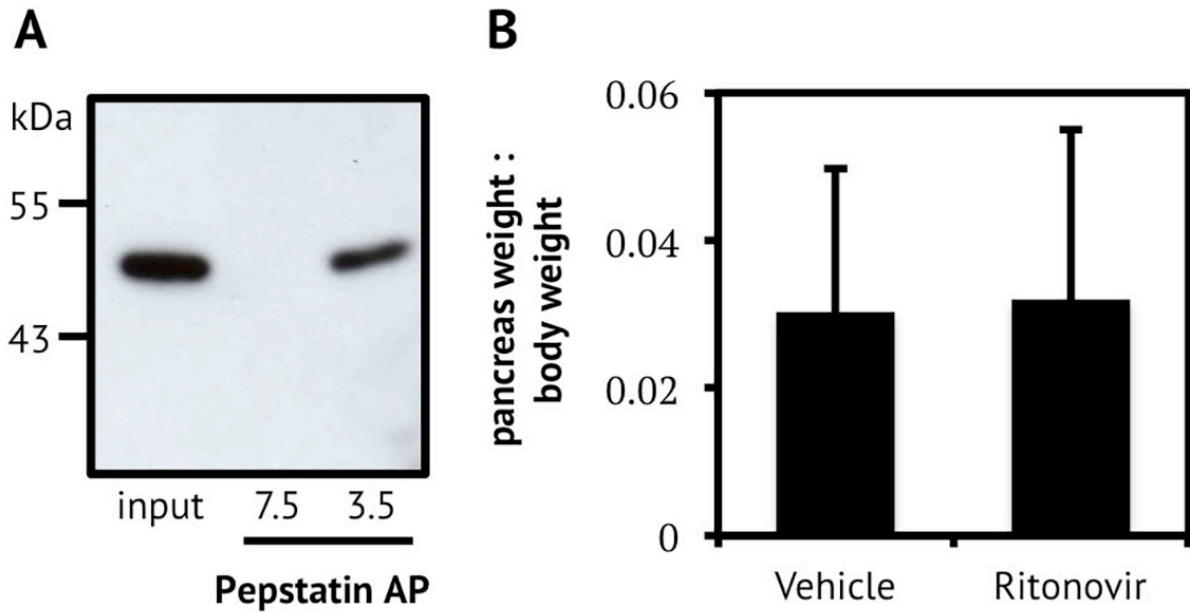 A
kDa
55
43
input 7.5 3.5
Pepstatin AP
B
pancreas weight :
body weight
0.06
0.04
0.02
0
Vehicle Ritonovir